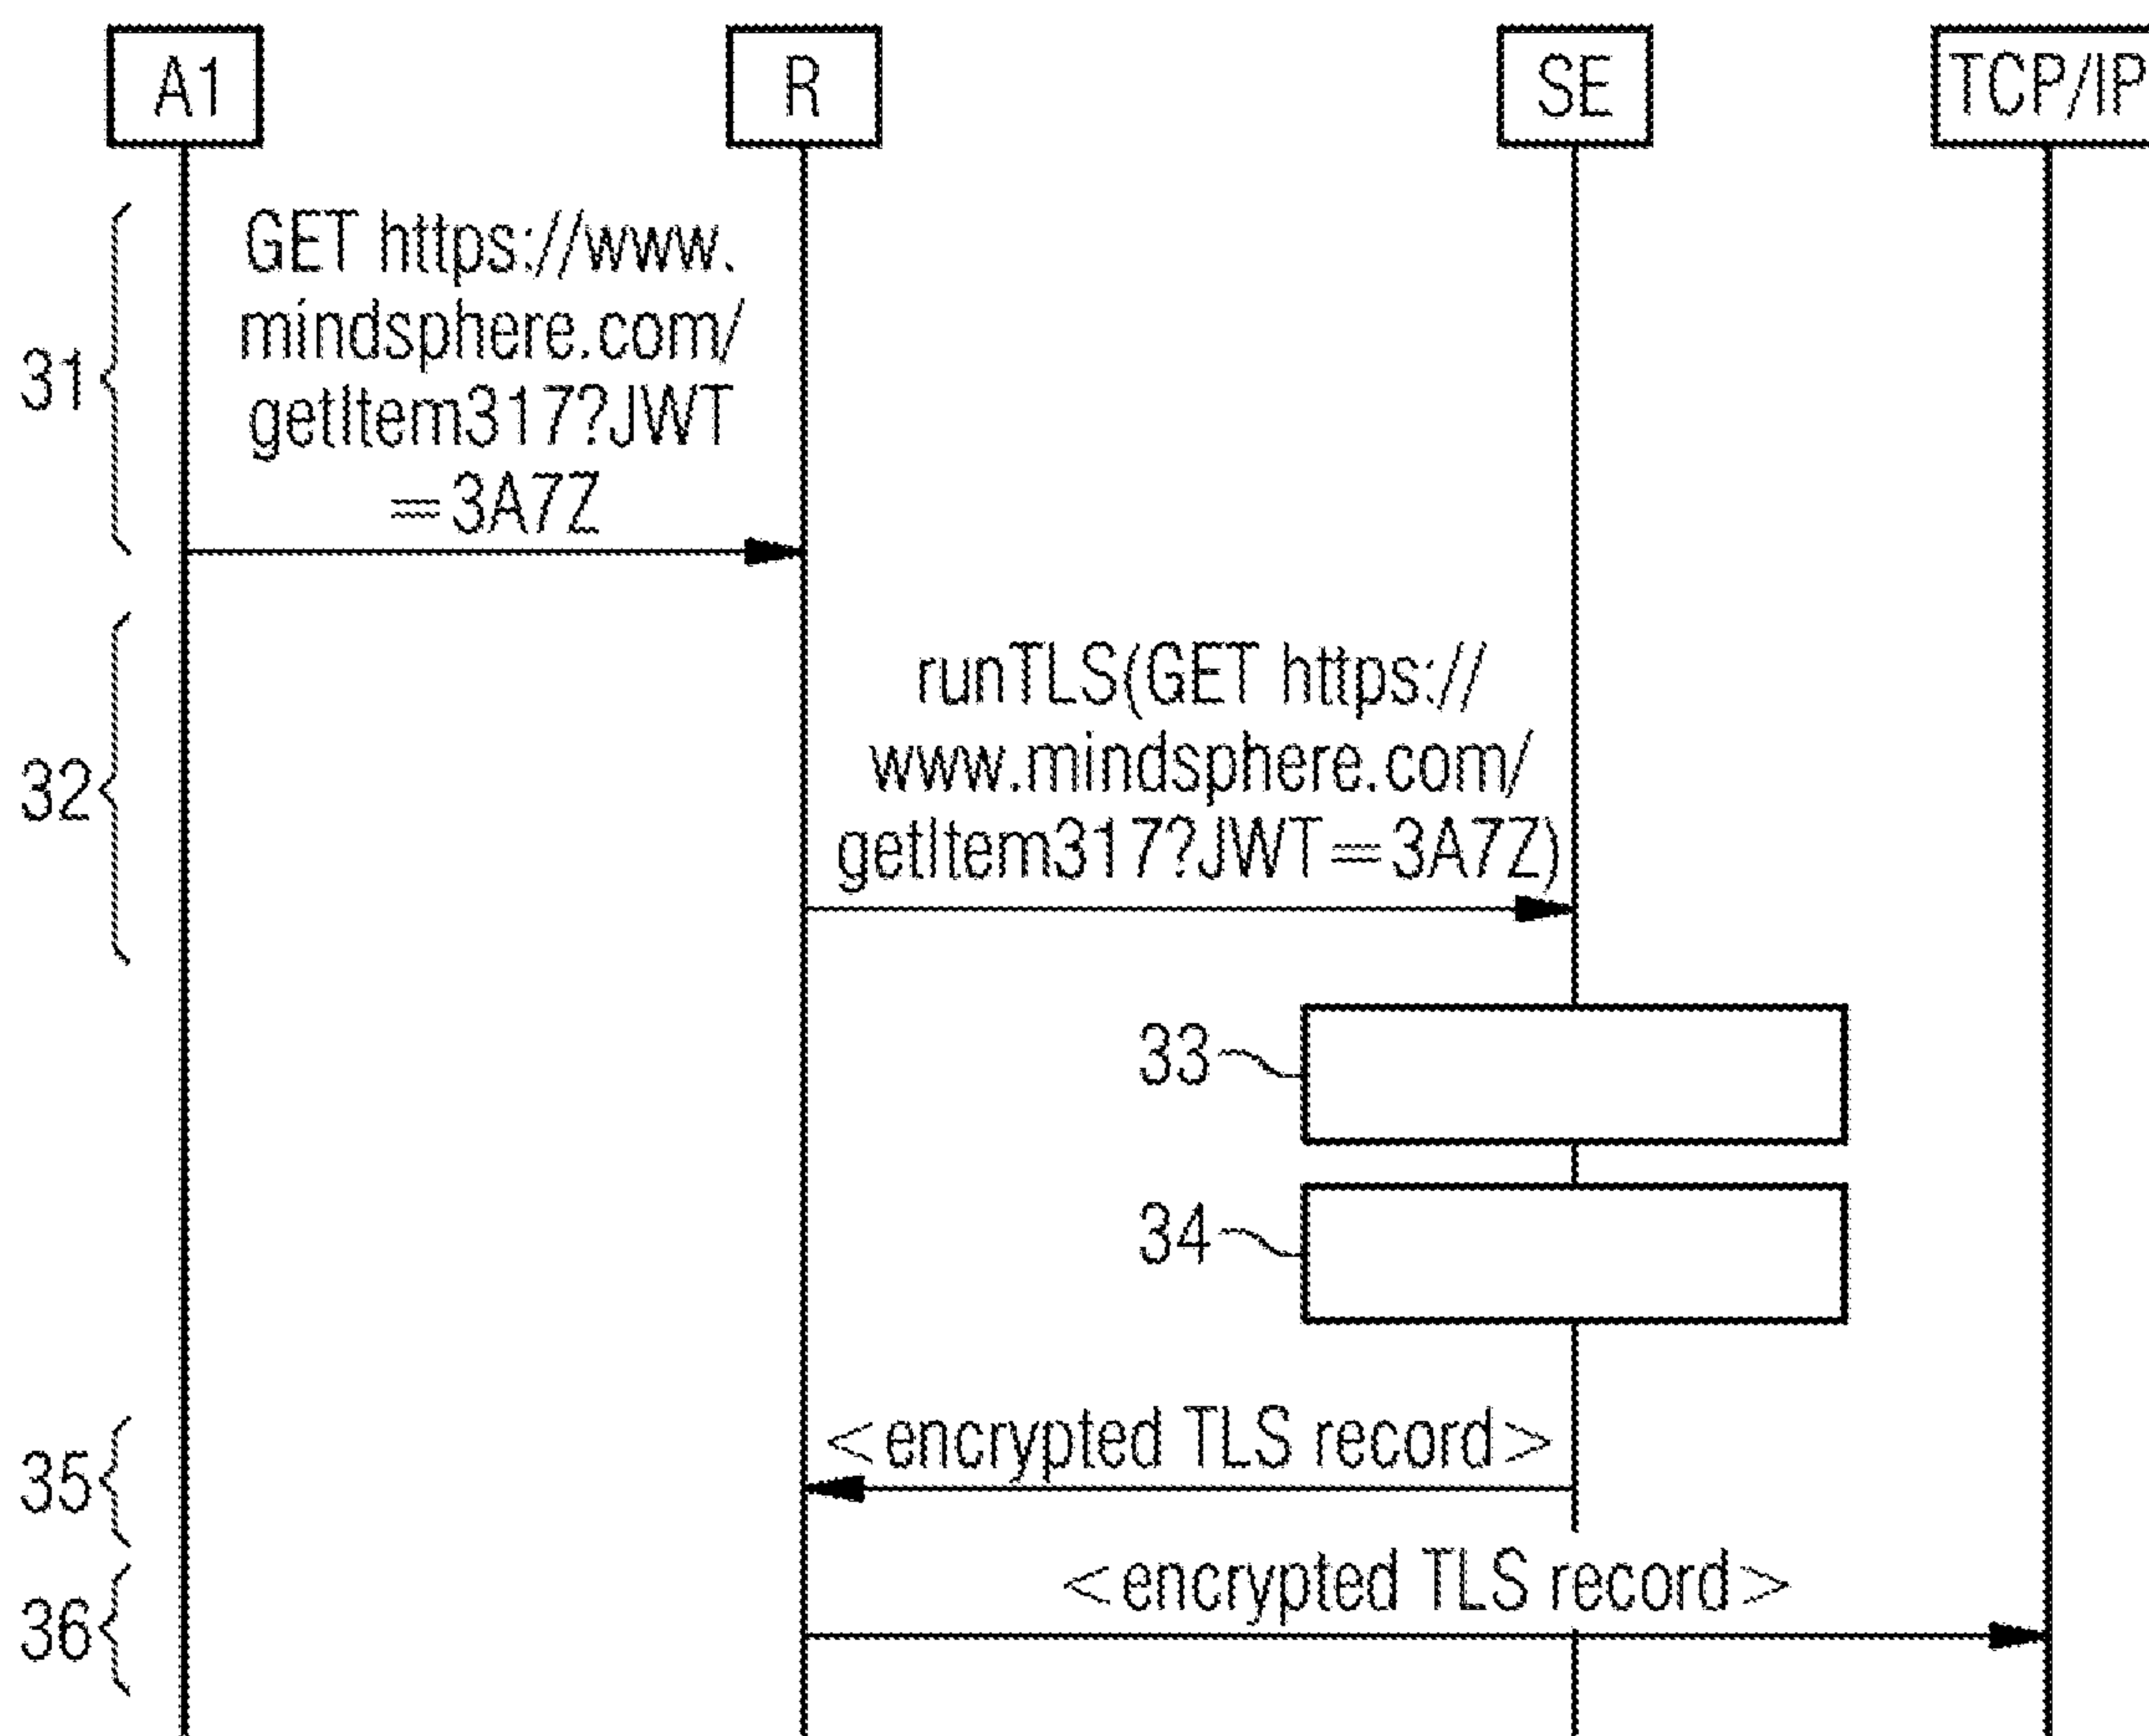 A1
R
SE
TCP/IP
31
GET https://www.
mindsphere.com/
getItem317?JWT
=3A7Z
32
runTLS(GET https://
www.mindsphere.com/
getItem317?JWT=3A7Z)
33
34
35
<encrypted TLS record>
36
<encrypted TLS record>